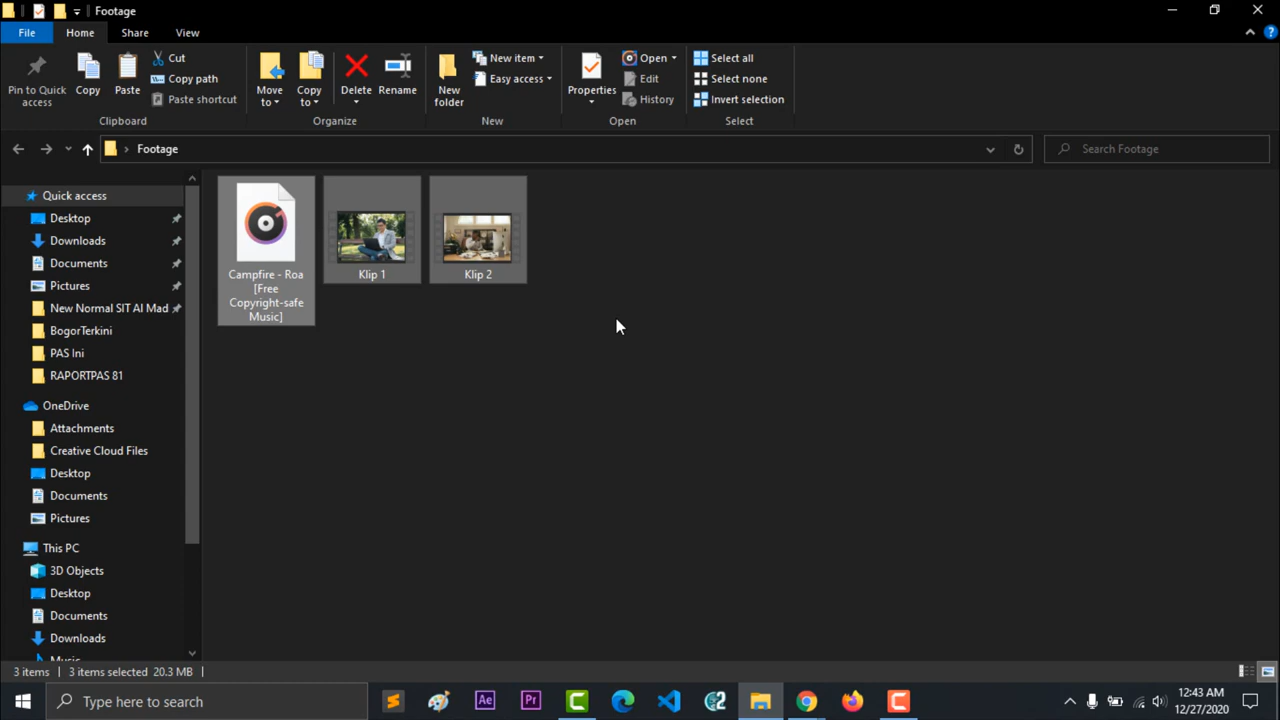 Footage
File
Home
Share
View
Pin to Quick
access
Copy
Paste
Cut
Copy path
Paste shortcut
Clipboard
Move
to
Copy
to
Delete
Rename
Organize
New
folder
New item
Easy access
New
Properties
Open
Edit
History
Open
Select all
Select none
Invert selection
Select
Footage
Search Footage
Quick access
Desktop
Downloads
Documents
Pictures
New Normal SIT Al Mad
BogorTerkini
PAS Ini
RAPORTPAS 81
OneDrive
Attachments
Creative Cloud Files
Desktop
Documents
Pictures
This PC
3D Objects
Desktop
Documents
Downloads
Music
Campfire - Roa
[Free
Copyright-safe
Music]
Klip 1
Klip 2
3 items
3 items selected 20.3 MB
Type here to search
Ae
Pr
12:43 AM
12/27/2020